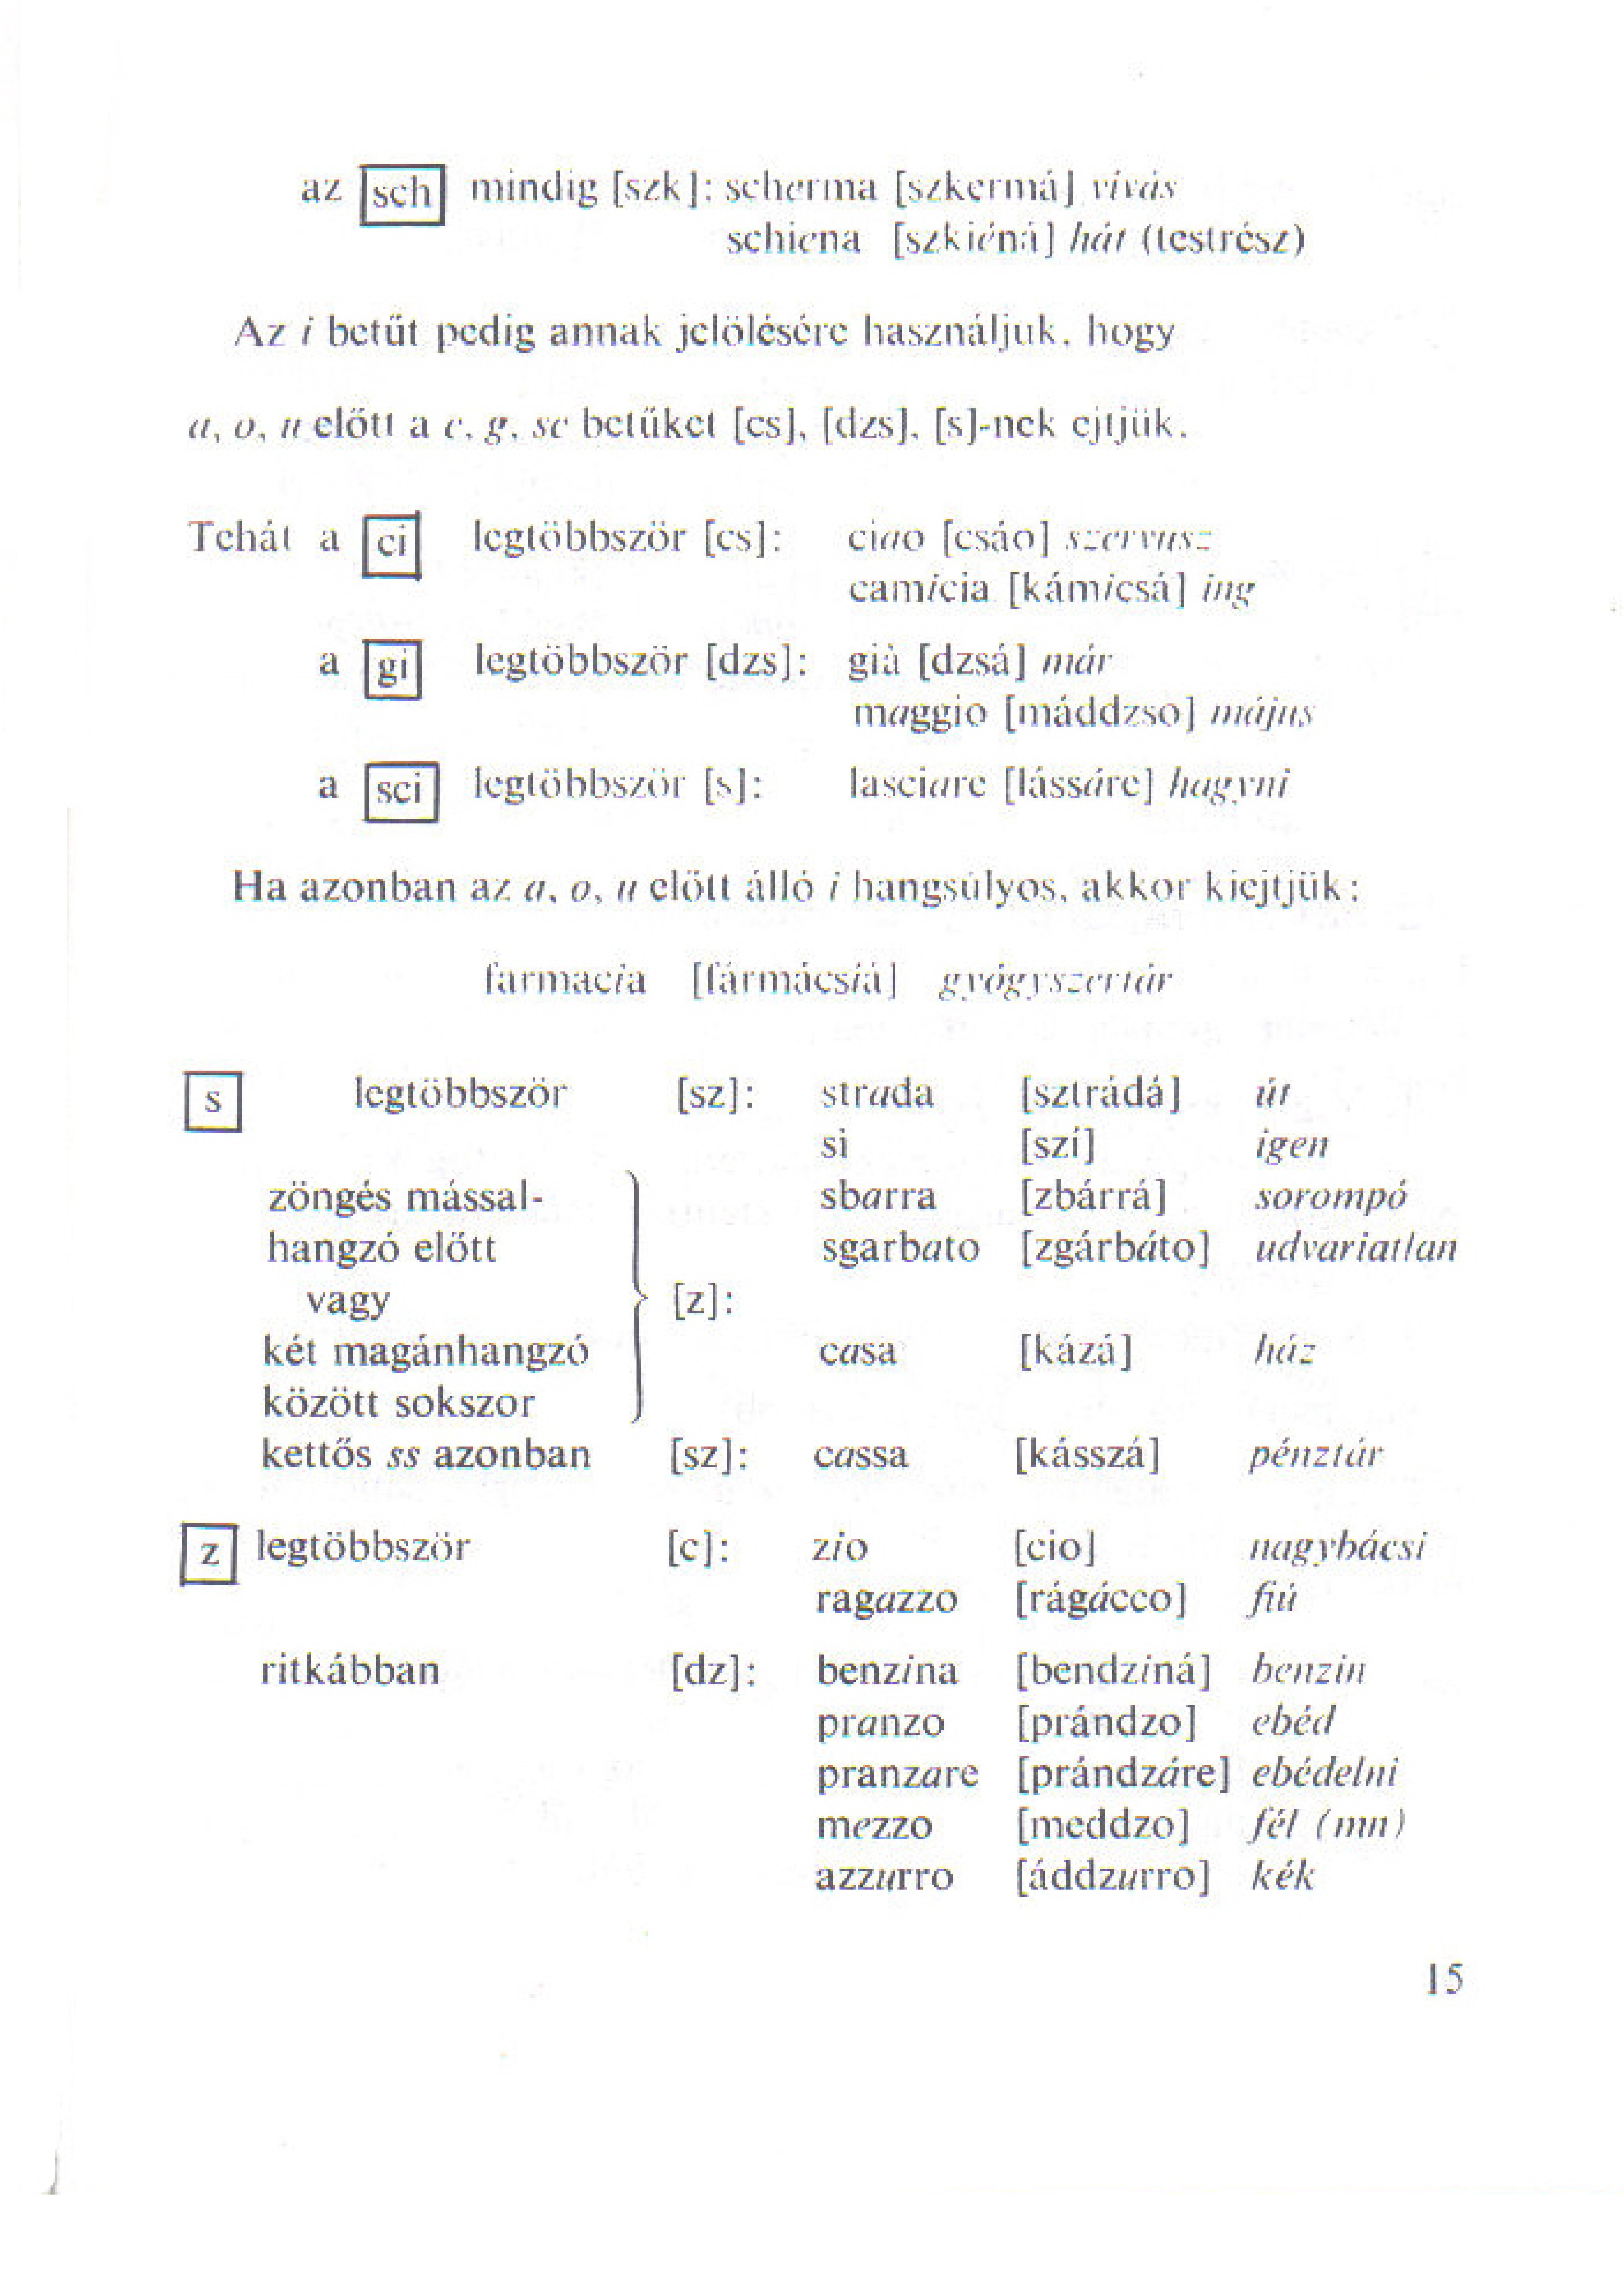 az sch mindig [szk]: scherma [szkermá] vívás
schiena [szkiéná] hát (testrész)
Az i betűt pedig annak jelölésére használjuk, hogy
a, o, u előtt a c, g, sc betűket [cs], [dzs], [s]-nek ejtjük.
Tehát a ci legtöbbször [cs]: ciao [csáo] szervusz
camicia [kámicsá] ing
a gi legtöbbször [dzs]: già [dzsá] már
maggio [máddzso] május
a sci legtöbbször [s]: lasciare [lássáre] hagyni
Ha azonban az a, o, u előtt álló i hangsúlyos, akkor kiejtjük:
farmacia [fármácsíá] gyógyszertár
s legtöbbször [sz]: strada [sztrádá] út
sì [szí] igen
zöngés mással- sbarra [zbárrá] sorompó
hangzó előtt sgarbato [zgárbáto] udvariatlan
vagy [z]:
két magánhangzó casa [kázá] ház
között sokszor
kettős ss azonban [sz]: cassa [kásszá] pénztár
z legtöbbször [c]: zio [cio] nagybácsi
ragazzo [rágácco] fiú
ritkábban [dz]: benzina [bendziná] benzin
pranzo [prándzo] ebéd
pranzare [prándzáre] ebédelni
mezzo [meddzo] fél (mn)
azzurro [áddzurro] kék
15